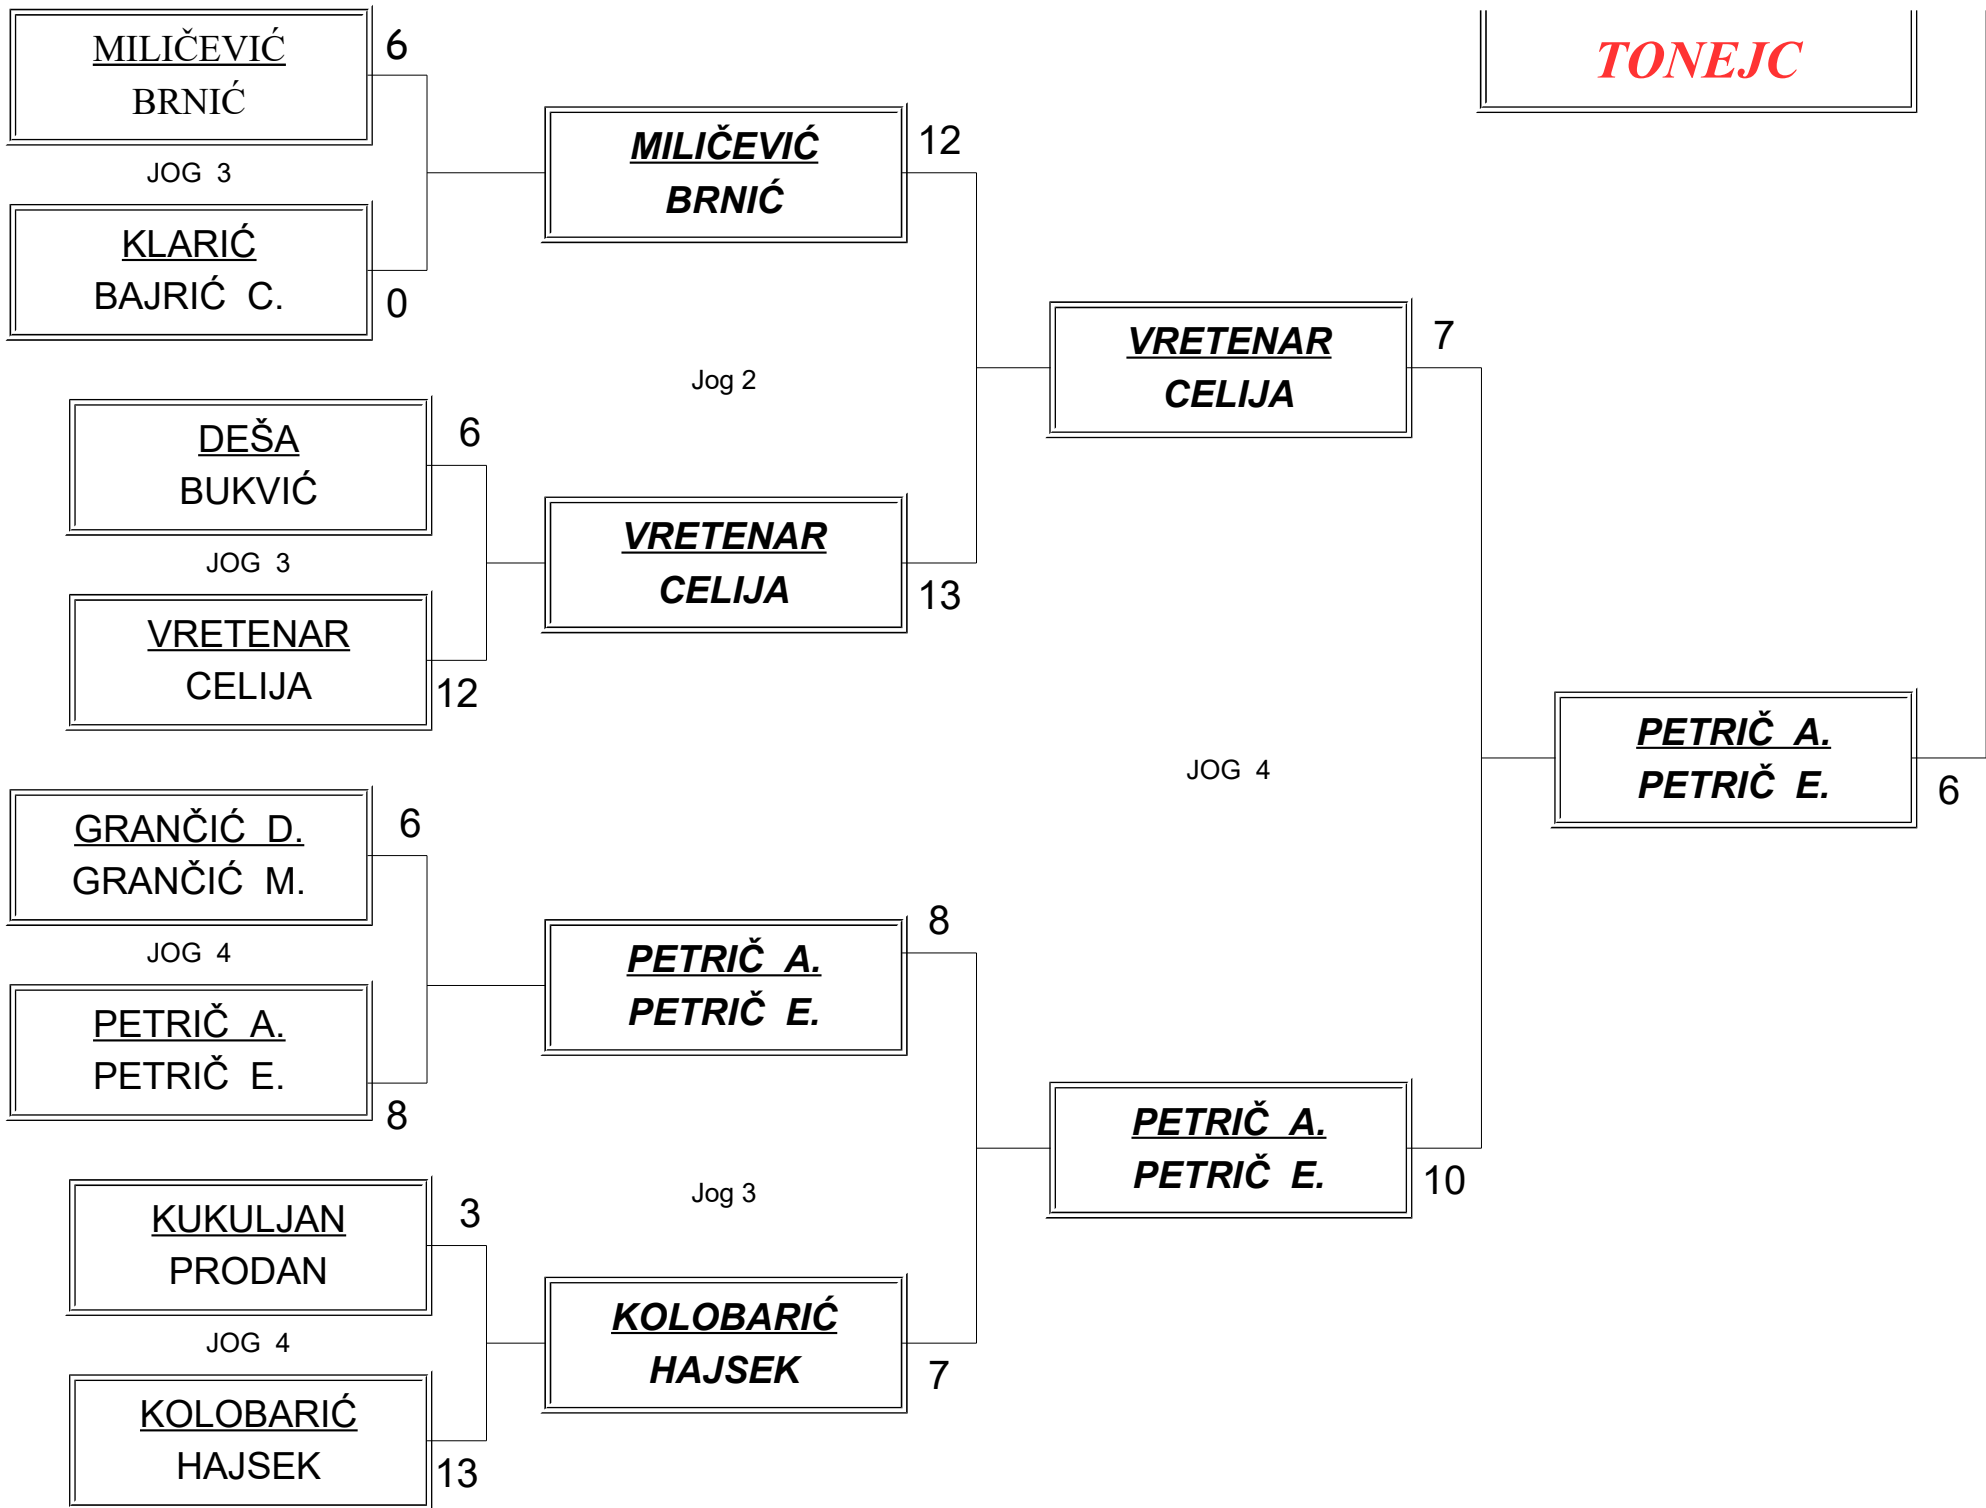 MILIČEVIĆ
BRNIĆ
6
JOG 3
KLARIĆ
BAJRIĆ C.
0
DEŠA
BUKVIĆ
6
JOG 3
VRETENAR
CELIJA
12
GRANČIĆ D.
GRANČIĆ M.
6
JOG 4
PETRIČ A.
PETRIČ E.
8
KUKULJAN
PRODAN
3
JOG 4
KOLOBARIĆ
HAJSEK
13
MILIČEVIĆ
BRNIĆ
12
Jog 2
VRETENAR
CELIJA
13
PETRIČ A.
PETRIČ E.
8
Jog 3
KOLOBARIĆ
HAJSEK
7
VRETENAR
CELIJA
7
JOG 4
PETRIČ A.
PETRIČ E.
10
TONEJC
PETRIČ A.
PETRIČ E.
6